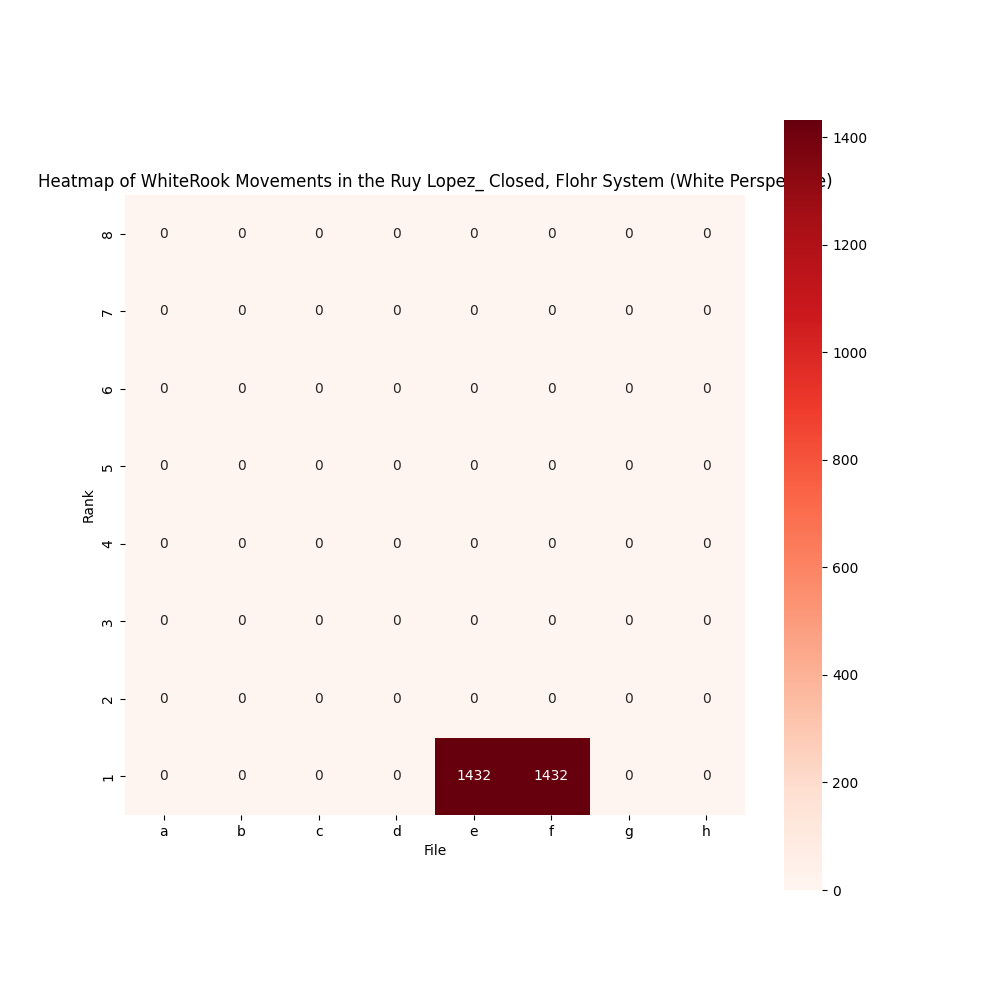 Heatmap of WhiteRook Movements in the Ruy Lopez_ Closed, Flohr System (White Perspe e)
1400
1200
1000
800
600
400
200
0
Rank
8 0 0 0 0 0 0 0 0
7 0 0 0 0 0 0 0 0
6 0 0 0 0 0 0 0 0
5 0 0 0 0 0 0 0 0
4 0 0 0 0 0 0 0 0
3 0 0 0 0 0 0 0 0
2 0 0 0 0 0 0 0 0
1 0 0 0 0 1432 1432 0 0
a b c d e f g h
File